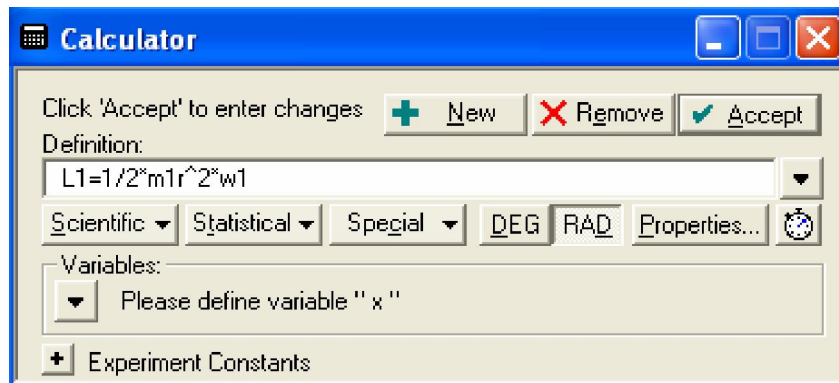 Calculator
Click 'Accept' to enter changes New Remove Accept
Definition:
L1=1/2*m1r^2*w1
Scientific Statistical Special DEG RAD Properties...
Variables:
Please define variable " x "
Experiment Constants